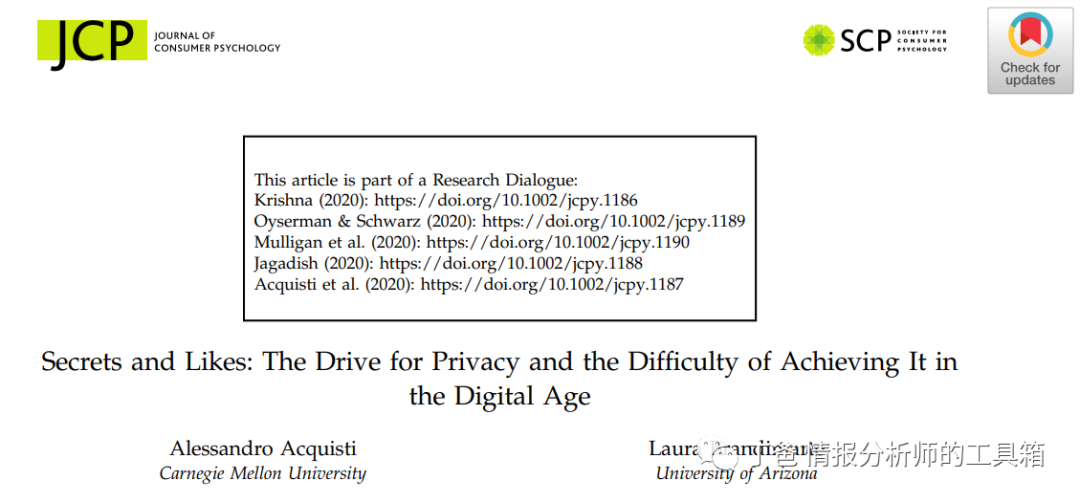 JCP
JOURNAL OF
CONSUMER PSYCHOLOGY
SCP
SOCIETY FOR
CONSUMER
PSYCHOLOGY
Check for
updates
This article is part of a Research Dialogue:
Krishna (2020): https://doi.org/10.1002/jcpy.1186
Oyserman & Schwarz (2020): https://doi.org/10.1002/jcpy.1189
Mulligan et al. (2020): https://doi.org/10.1002/jcpy.1190
Jagadish (2020): https://doi.org/10.1002/jcpy.1188
Acquisti et al. (2020): https://doi.org/10.1002/jcpy.1187
Secrets and Likes: The Drive for Privacy and the Difficulty of Achieving It in
the Digital Age
Alessandro Acquisti
Carnegie Mellon University
Laura
University of Arizona
丁爸 情报分析师的工具箱